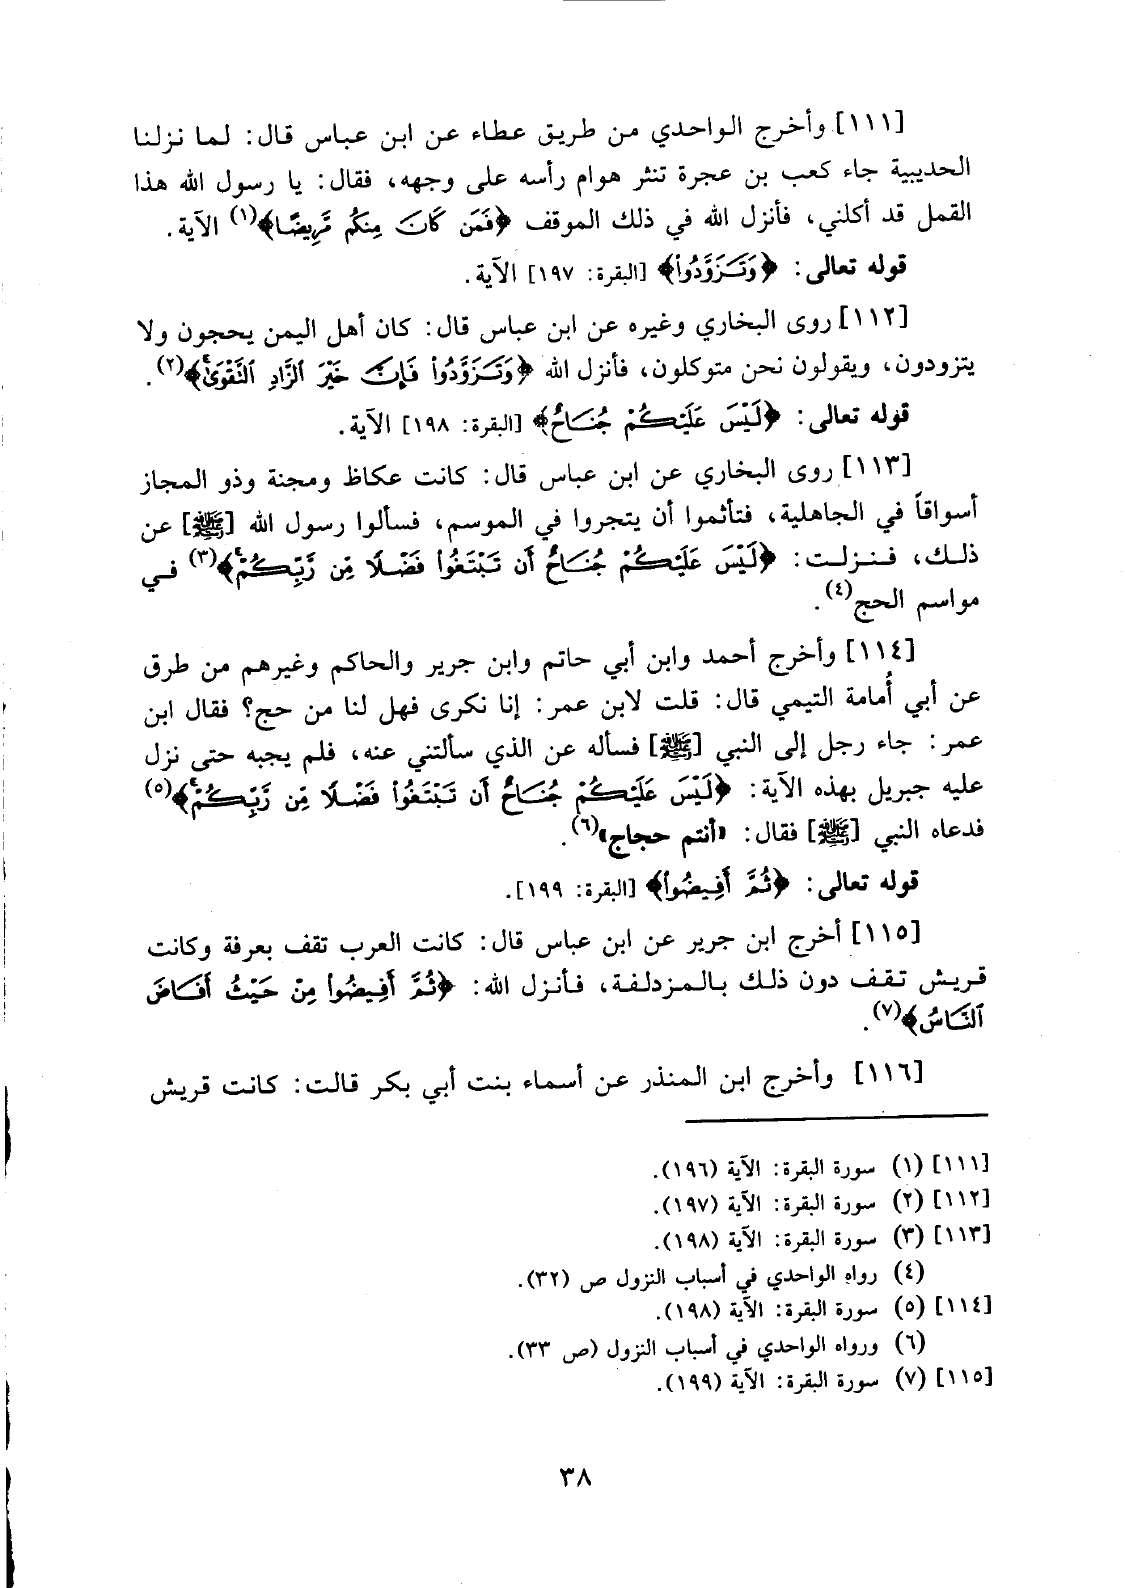 [١١١] وأخرج الواحدي من طريق عطاء عن ابن عباس قال: لما نزلنا
الحديبية جاء كعب بن عجرة تنثر هوام رأسه على وجهه، فقال: يا رسول الله هذا
القمل قد أكلني، فأنزل الله في ذلك الموقف ﴿فَمَن كَانَ مِنكُم مَّرِيضًا﴾(١) الآية.
قوله تعالى: ﴿وَتَزَوَّدُوا۟﴾ [البقرة: ١٩٧] الآية.
[١١٢] روى البخاري وغيره عن ابن عباس قال: كان أهل اليمن يحجون ولا
يتزودون، ويقولون نحن متوكلون، فأنزل الله ﴿وَتَزَوَّدُوا۟ فَإِنَّ خَيْرَ ٱلزَّادِ ٱلتَّقْوَىٰ﴾(٢).
قوله تعالى: ﴿لَيْسَ عَلَيْكُمْ جُنَاحٌ﴾ [البقرة: ١٩٨] الآية.
[١١٣] روى البخاري عن ابن عباس قال: كانت عكاظ ومجنة وذو المجاز
أسواقاً في الجاهلية، فتأثموا أن يتجروا في الموسم، فسألوا رسول الله [ﷺ] عن
ذلك، فنزلت: ﴿لَيْسَ عَلَيْكُمْ جُنَاحٌ أَن تَبْتَغُوا۟ فَضْلًا مِّن رَّبِّكُمْ﴾(٣) في
مواسم الحج(٤).
[١١٤] وأخرج أحمد وابن أبي حاتم وابن جرير والحاكم وغيرهم من طرق
عن أبي أُمامة التيمي قال: قلت لابن عمر: إنا نكرى فهل لنا من حج؟ فقال ابن
عمر: جاء رجل إلى النبي [ﷺ] فسأله عن الذي سألتني عنه، فلم يجبه حتى نزل
عليه جبريل بهذه الآية: ﴿لَيْسَ عَلَيْكُمْ جُنَاحٌ أَن تَبْتَغُوا۟ فَضْلًا مِّن رَّبِّكُمْ﴾(٥)
فدعاه النبي [ﷺ] فقال: «أنتم حجاج»(٦).
قوله تعالى: ﴿ثُمَّ أَفِيضُوا۟﴾ [البقرة: ١٩٩].
[١١٥] أخرج ابن جرير عن ابن عباس قال: كانت العرب تقف بعرفة وكانت
قريش تقف دون ذلك بالمزدلفة، فأنزل الله: ﴿ثُمَّ أَفِيضُوا۟ مِنْ حَيْثُ أَفَاضَ
ٱلنَّاسُ﴾(٧).
[١١٦] وأخرج ابن المنذر عن أسماء بنت أبي بكر قالت: كانت قريش
[١١١] (١) سورة البقرة: الآية (١٩٦).
[١١٢] (٢) سورة البقرة: الآية (١٩٧).
[١١٣] (٣) سورة البقرة: الآية (١٩٨).
(٤) رواه الواحدي في أسباب النزول ص (٣٢).
[١١٤] (٥) سورة البقرة: الآية (١٩٨).
(٦) ورواه الواحدي في أسباب النزول (ص ٣٣).
[١١٥] (٧) سورة البقرة: الآية (١٩٩).
٣٨